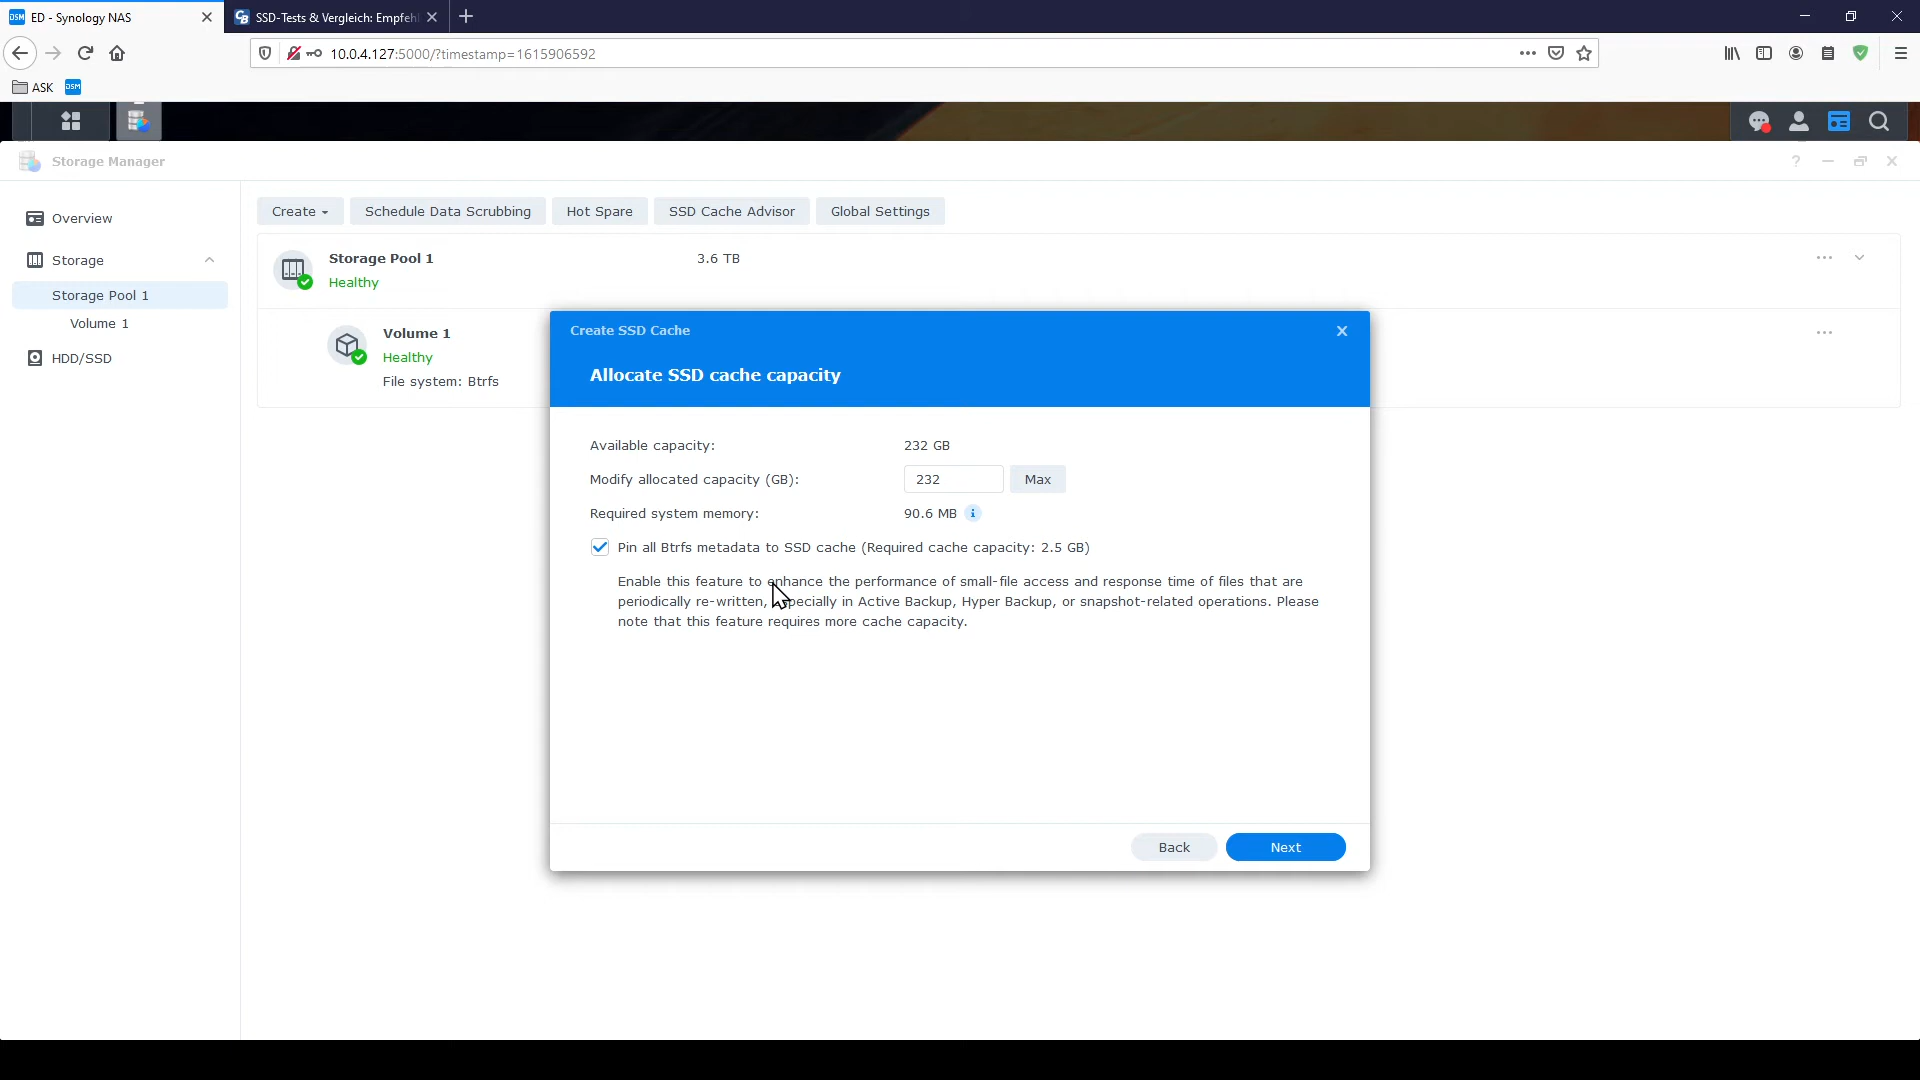 DSM ED - Synology NAS
CB SSD-Tests & Vergleich: Empfehl
10.0.4.127:5000/?timestamp=1615906592
ASK DSM
Storage Manager
?
Overview
Storage
Storage Pool 1
Volume 1
HDD/SSD
Create
Schedule Data Scrubbing
Hot Spare
SSD Cache Advisor
Global Settings
Storage Pool 1
3.6 TB
Healthy
Volume 1
Healthy
File system: Btrfs
Create SSD Cache
Allocate SSD cache capacity
Available capacity: 232 GB
Modify allocated capacity (GB): 232 Max
Required system memory: 90.6 MB i
Pin all Btrfs metadata to SSD cache (Required cache capacity: 2.5 GB)
Enable this feature to enhance the performance of small-file access and response time of files that are
periodically re-written, especially in Active Backup, Hyper Backup, or snapshot-related operations. Please
note that this feature requires more cache capacity.
Back
Next